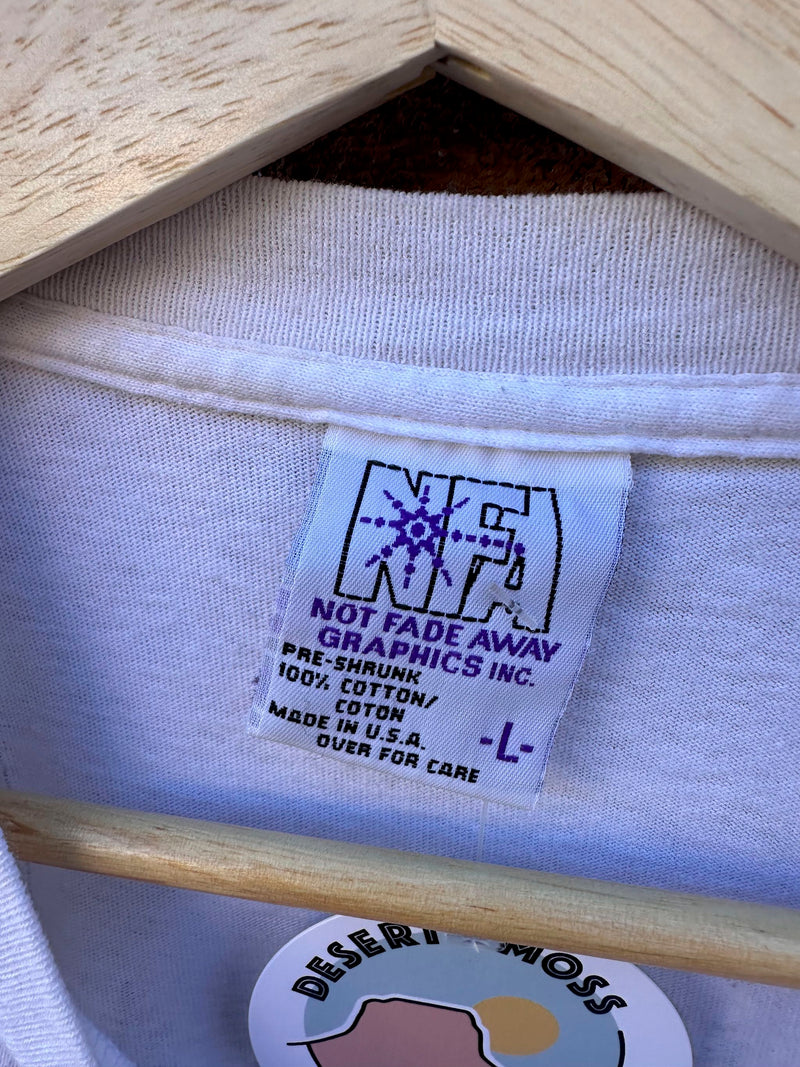 NFA
NOT FADE AWAY
GRAPHICS INC.
PRE-SHRUNK
100% COTTON/
COTON
MADE IN U.S.A.
OVER FOR CARE
-L-
DESERT MOSS